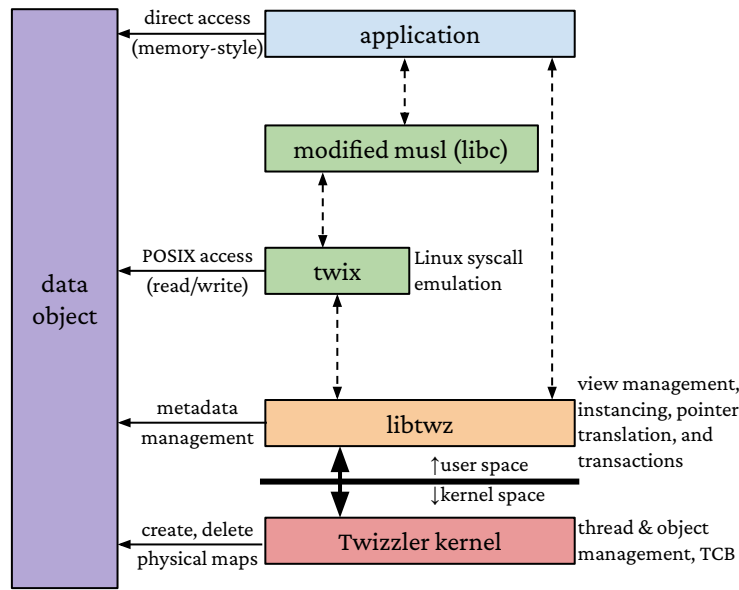 direct access
(memory-style)
application
modified musl (libc)
POSIX access
(read/write)
twix
Linux syscall
emulation
data
object
metadata
management
libtwz
view management,
instancing, pointer
translation, and
transactions
↑user space
↓kernel space
create, delete
physical maps
Twizzler kernel
thread & object
management, TCB